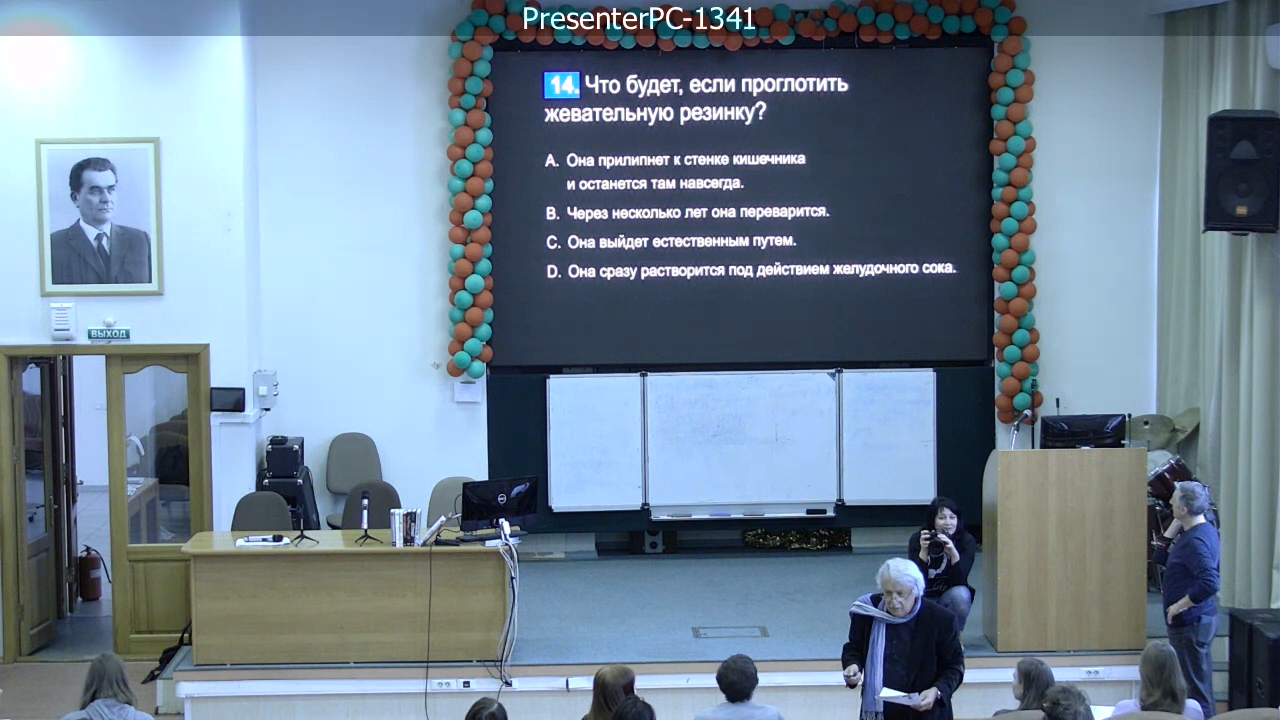 PresenterPC-1341
14. Что будет, если проглотить
жевательную резинку?
A. Она прилипнет к стенке кишечника
и останется там навсегда.
B. Через несколько лет она переварится.
C. Она выйдет естественным путем.
D. Она сразу растворится под действием желудочного сока.
ВЫХОД
DELL